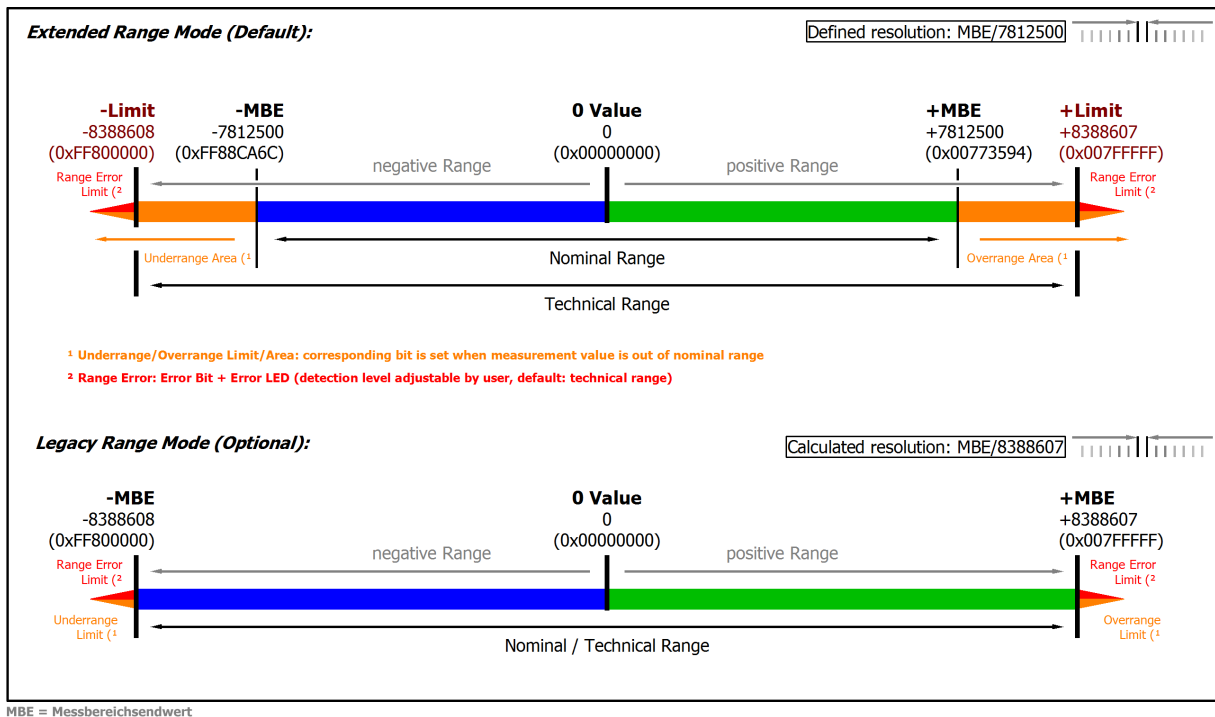 Extended Range Mode (Default):
Defined resolution: MBE/7812500
-Limit
-8388608
(0xFF800000)
-MBE
-7812500
(0xFF88CA6C)
0 Value
0
(0x00000000)
+MBE
+7812500
(0x00773594)
+Limit
+8388607
(0x007FFFFF)
negative Range
positive Range
Range Error
Limit (²
Range Error
Limit (²
Underrange Area (¹
Nominal Range
Overrange Area (¹
Technical Range
¹ Underrange/Overrange Limit/Area: corresponding bit is set when measurement value is out of nominal range
² Range Error: Error Bit + Error LED (detection level adjustable by user, default: technical range)
Legacy Range Mode (Optional):
Calculated resolution: MBE/8388607
-MBE
-8388608
(0xFF800000)
0 Value
0
(0x00000000)
+MBE
+8388607
(0x007FFFFF)
negative Range
positive Range
Range Error
Limit (²
Range Error
Limit (²
Underrange
Limit (¹
Overrange
Limit (¹
Nominal / Technical Range
MBE = Messbereichsendwert